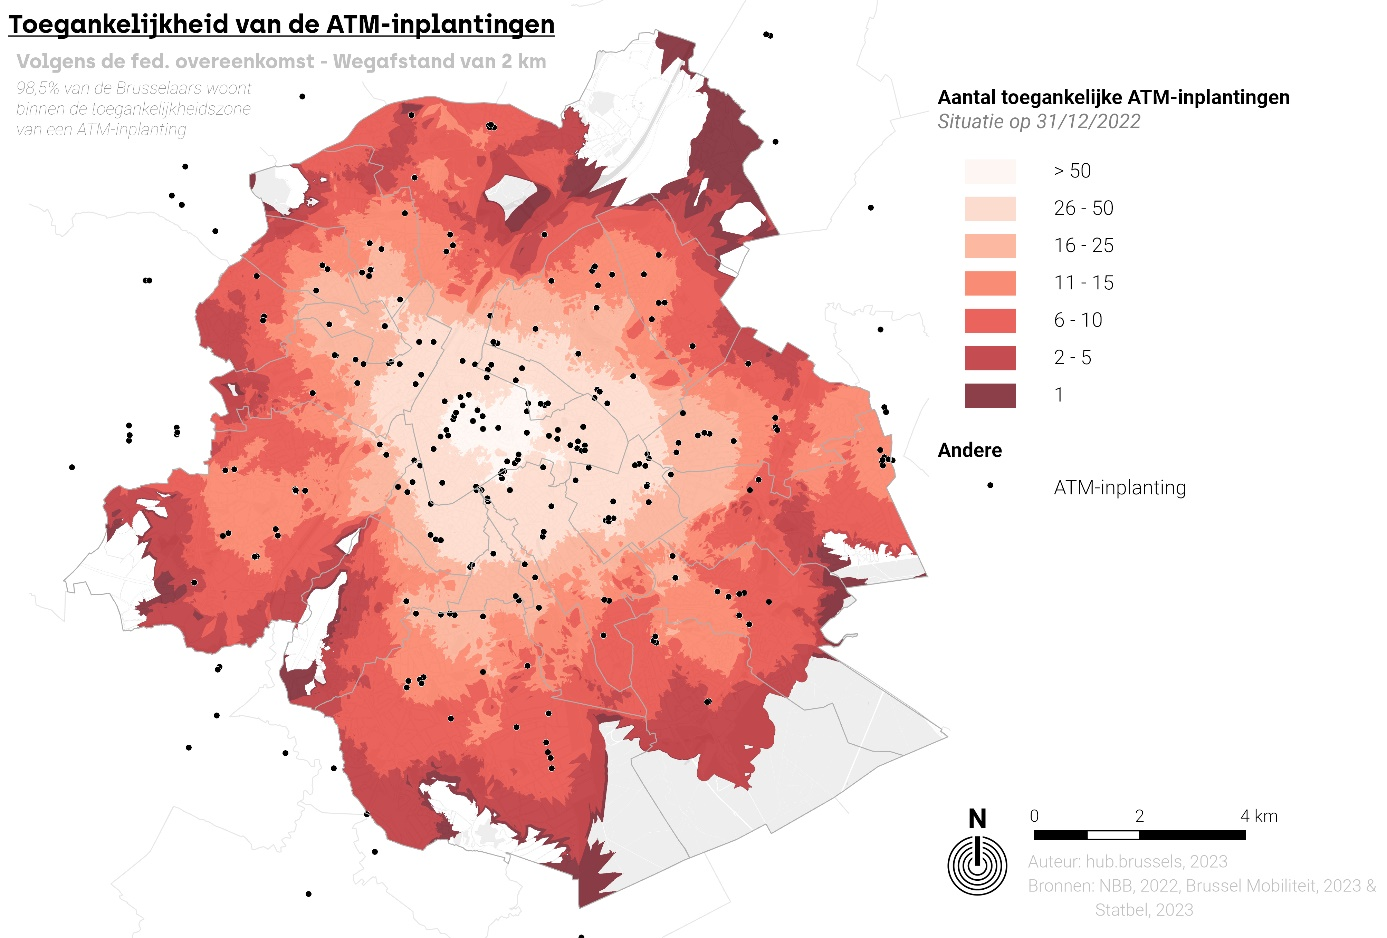 Toegankelijkheid van de ATM-inplantingen
Volgens de fed. overeenkomst - Wegafstand van 2 km
98,5% van de Brusselaars woont
binnen de toegankelijkheidszone
van een ATM-inplanting
Aantal toegankelijke ATM-inplantingen
Situatie op 31/12/2022
> 50
26 - 50
16 - 25
11 - 15
6 - 10
2 - 5
1
Andere
ATM-inplanting
N
0 2 4 km
Auteur: hub.brussels, 2023
Bronnen: NBB, 2022, Brussel Mobiliteit, 2023 &
Statbel, 2023